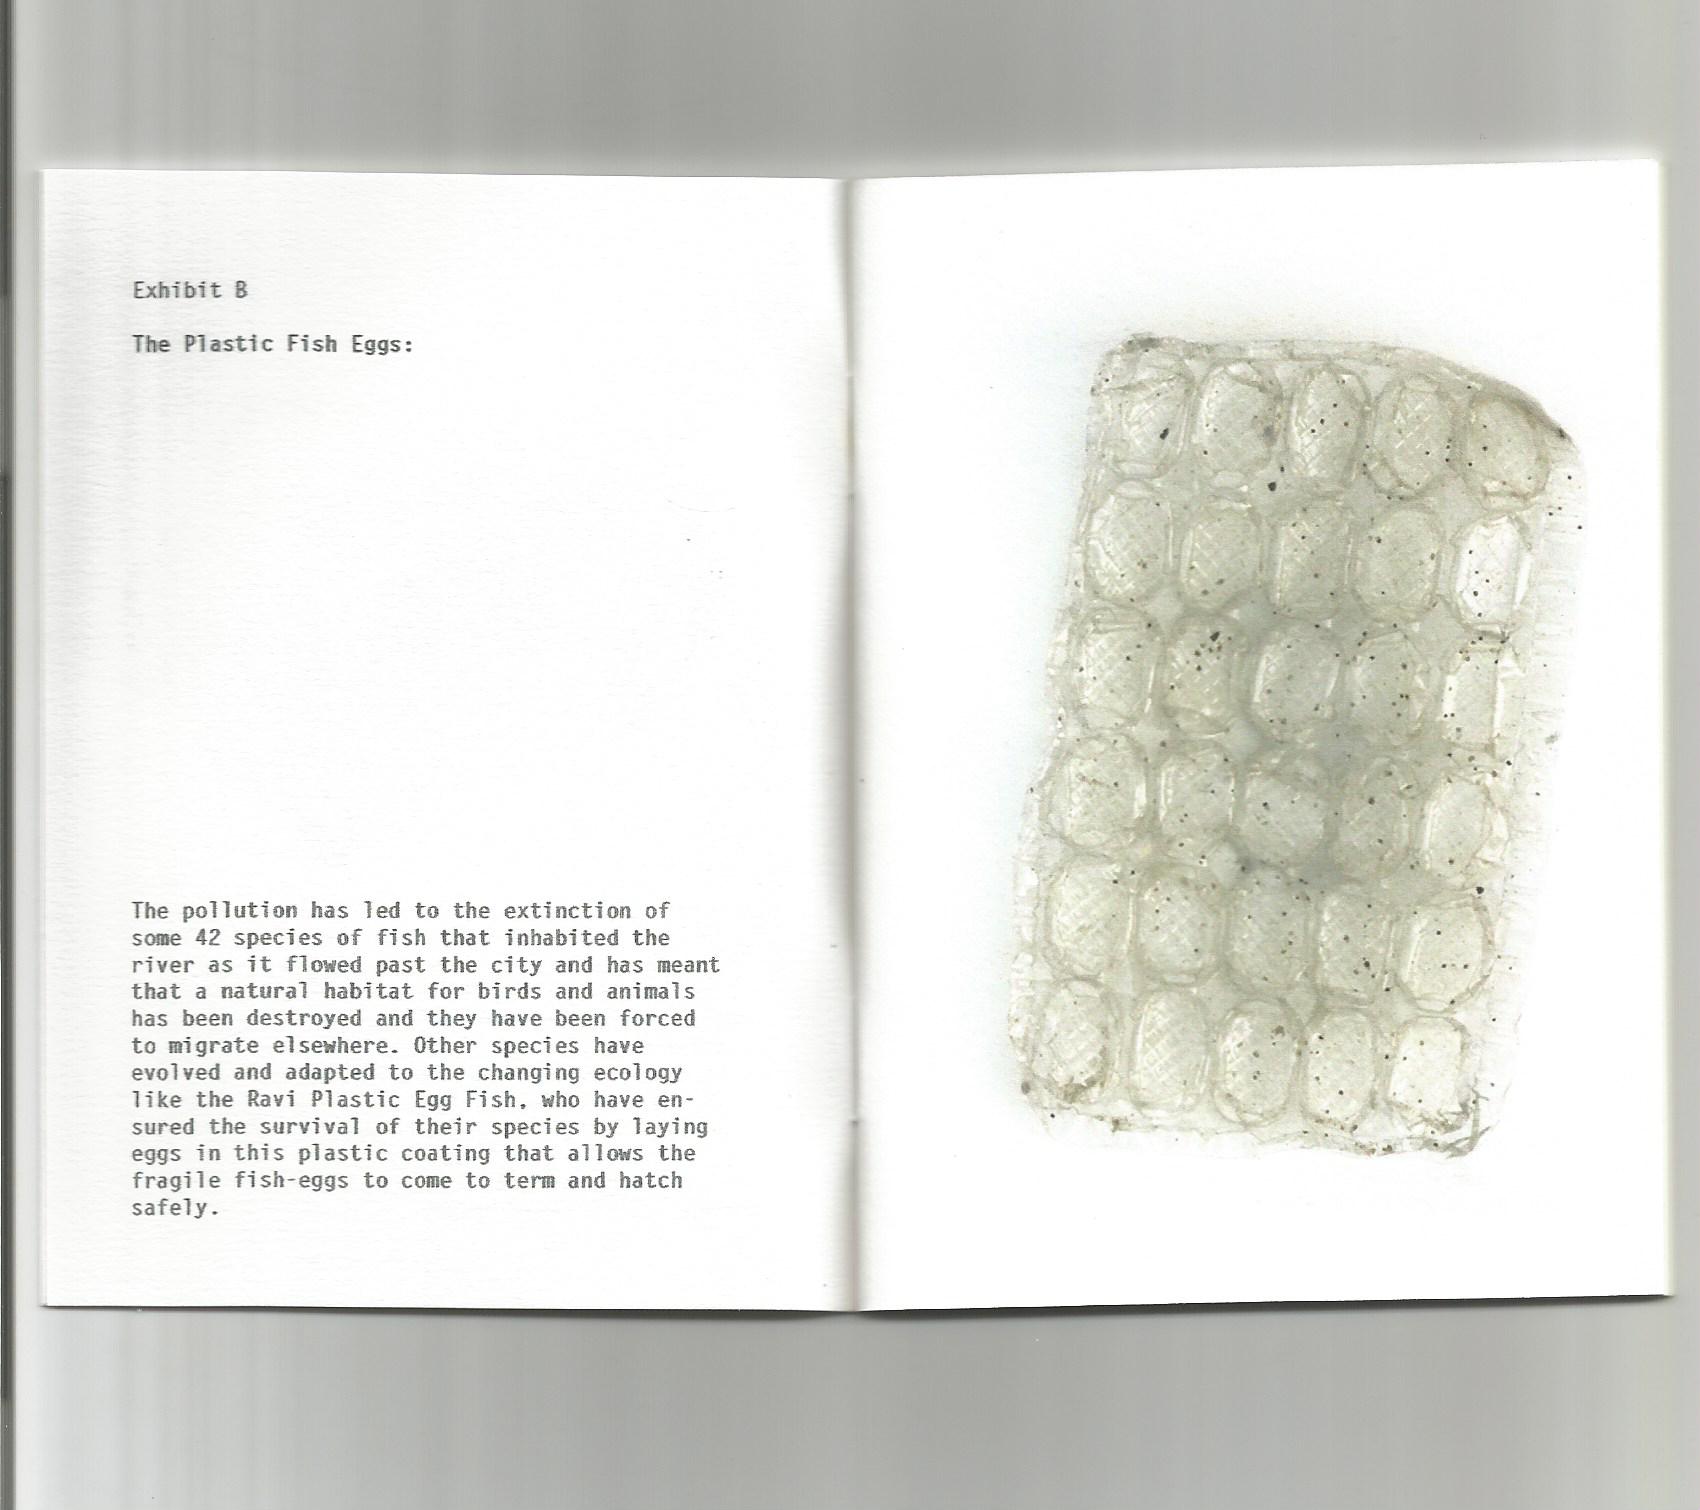 Exhibit B
The Plastic Fish Eggs:
The pollution has led to the extinction of
some 42 species of fish that inhabited the
river as it flowed past the city and has meant
that a natural habitat for birds and animals
has been destroyed and they have been forced
to migrate elsewhere. Other species have
evolved and adapted to the changing ecology
like the Ravi Plastic Egg Fish, who have en-
sured the survival of their species by laying
eggs in this plastic coating that allows the
fragile fish-eggs to come to term and hatch
safely.